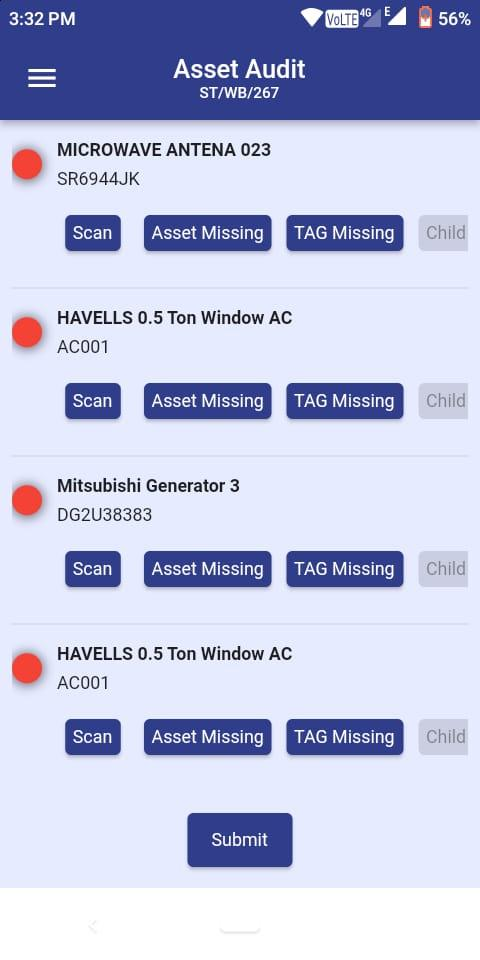 3:32 PM VoLTE 4G E 56%
Asset Audit
ST/WB/267
MICROWAVE ANTENA 023
SR6944JK
Scan Asset Missing TAG Missing Child
HAVELLS 0.5 Ton Window AC
AC001
Scan Asset Missing TAG Missing Child
Mitsubishi Generator 3
DG2U38383
Scan Asset Missing TAG Missing Child
HAVELLS 0.5 Ton Window AC
AC001
Scan Asset Missing TAG Missing Child
Submit